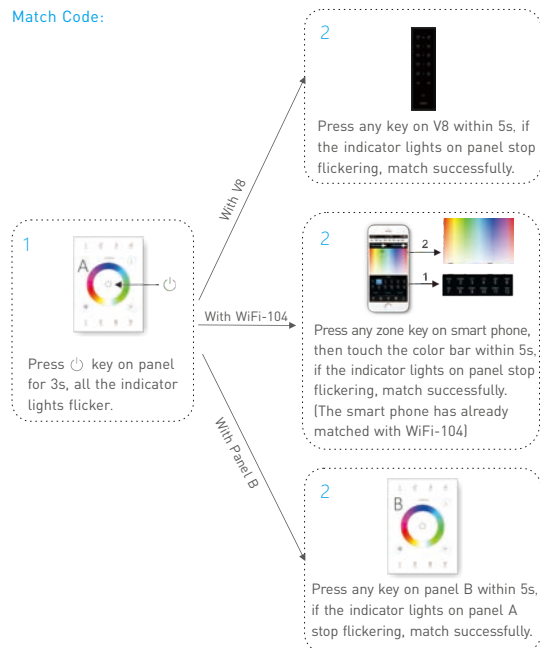 Match Code:
1
A
Press key on panel
for 3s, all the indicator
lights flicker.
With V8
With WiFi-104
With Panel B
2
Press any key on V8 within 5s, if
the indicator lights on panel stop
flickering, match successfully.
2
2
1
Press any zone key on smart phone,
then touch the color bar within 5s,
if the indicator lights on panel stop
flickering, match successfully.
(The smart phone has already
matched with WiFi-104)
2
B
Press any key on panel B within 5s,
if the indicator lights on panel A
stop flickering, match successfully.